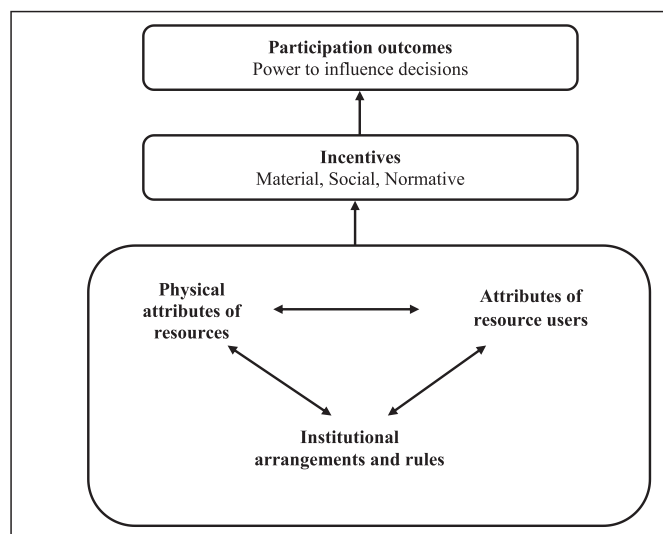 Participation outcomes
Power to influence decisions
Incentives
Material, Social, Normative
Physical
attributes of
resources
Attributes of
resource users
Institutional
arrangements and rules